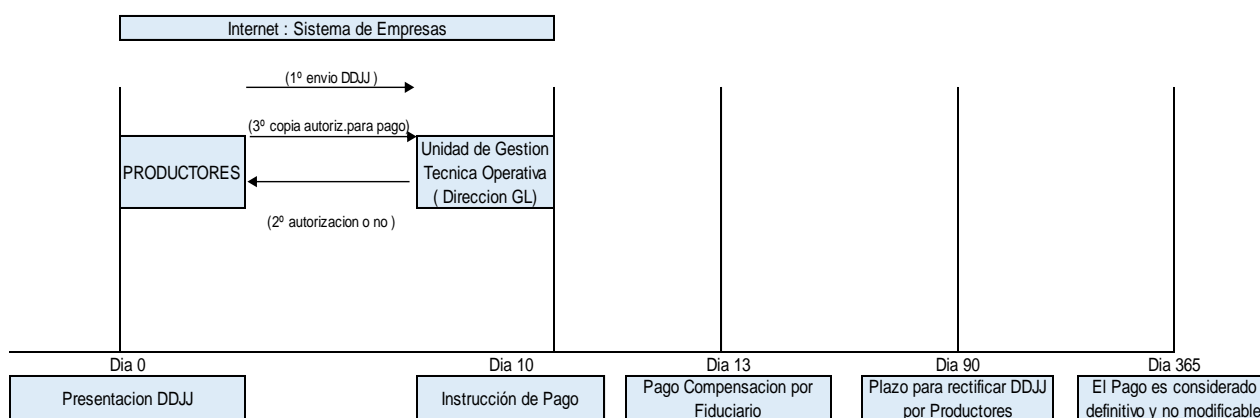 Internet : Sistema de Empresas
(1º envio DDJJ )
(3º copia autoriz.para pago)
PRODUCTORES
Unidad de Gestion
Tecnica Operativa
( Direccion GL)
(2º autorizacion o no )
Dia 0
Dia 10
Dia 13
Dia 90
Dia 365
Presentacion DDJJ
Instrucción de Pago
Pago Compensacion por
Fiduciario
Plazo para rectificar DDJJ
por Productores
El Pago es considerado
definitivo y no modificable